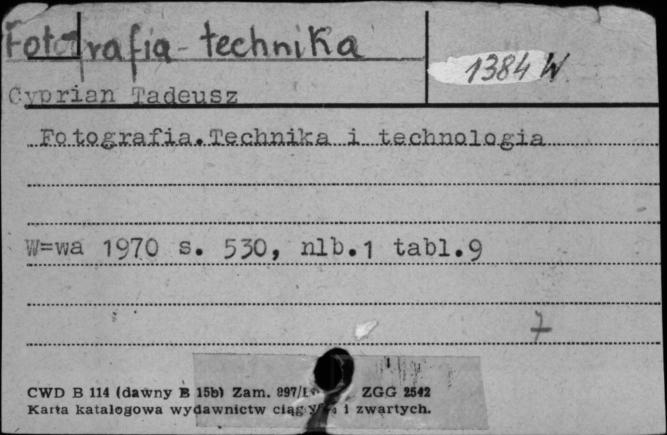 Fotografia-technika
1384 W
Cyprian Tadeusz
Fotografia.Technika i technologia
W=wa 1970 s. 530, nlb.1 tabl.9
7
CWD B 114 (dawny B 15b) Zam. ZGG 2542
Karta katalogowa wydawnictw i zwartych.